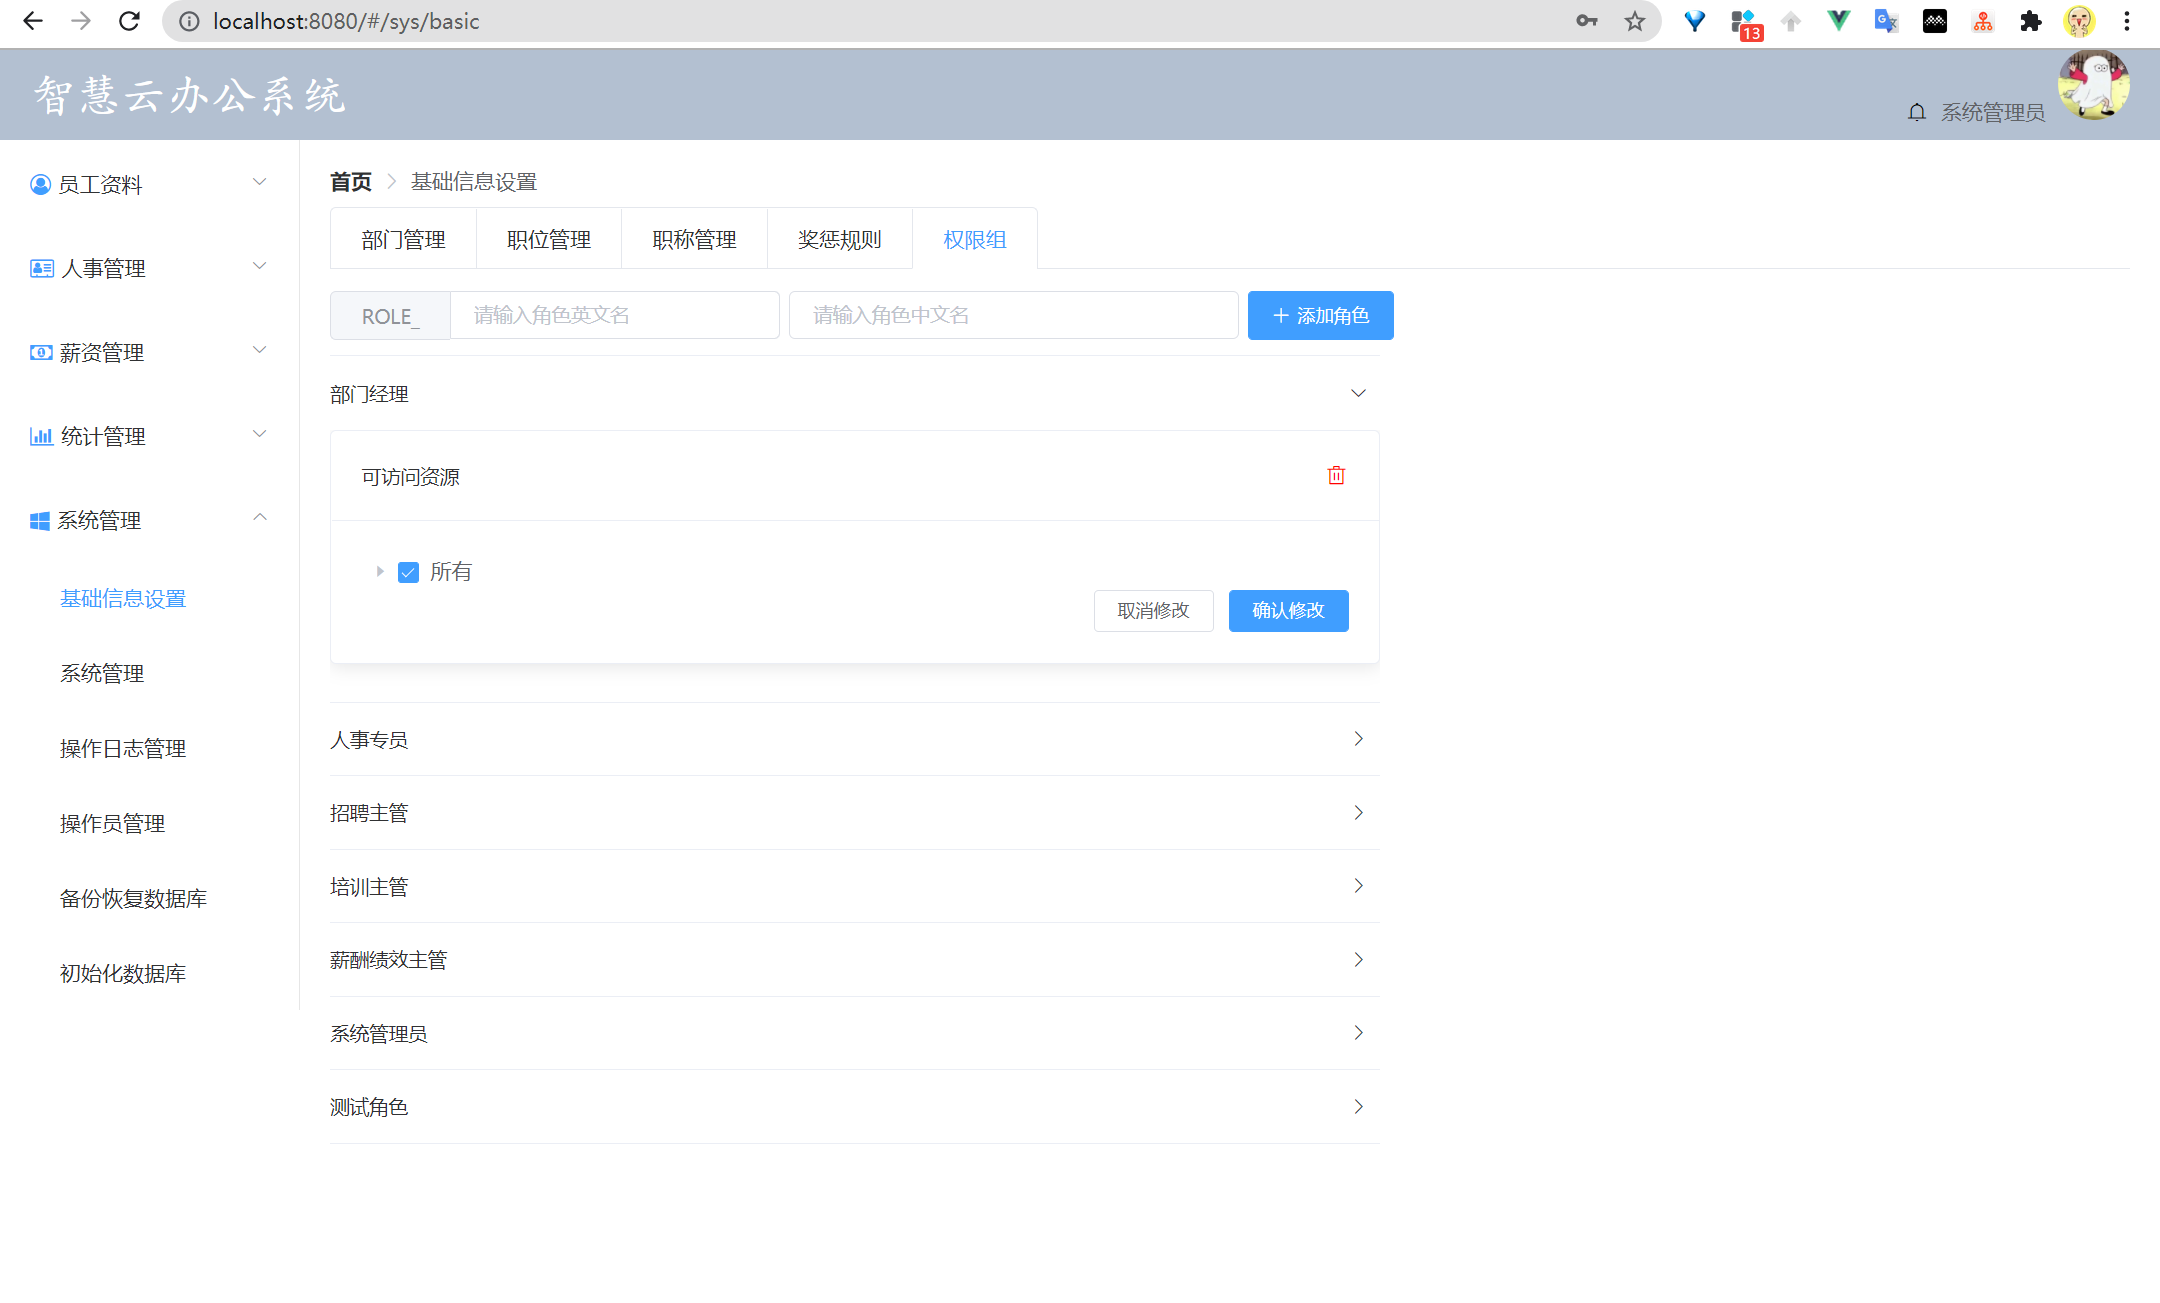 localhost:8080/#/sys/basic
13
智慧云办公系统
系统管理员
员工资料
人事管理
薪资管理
统计管理
系统管理
基础信息设置
系统管理
操作日志管理
操作员管理
备份恢复数据库
初始化数据库
首页 > 基础信息设置
部门管理 职位管理 职称管理 奖惩规则 权限组
ROLE_ 请输入角色英文名 请输入角色中文名 + 添加角色
部门经理
可访问资源
所有
取消修改 确认修改
人事专员
招聘主管
培训主管
薪酬绩效主管
系统管理员
测试角色